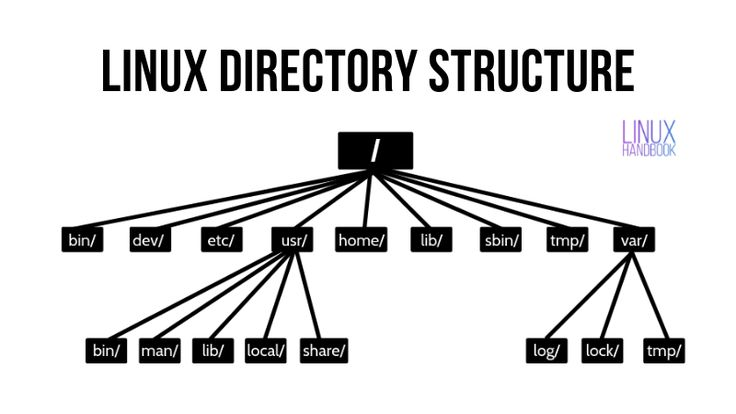 LINUX DIRECTORY STRUCTURE
LINUX
HANDBOOK
/
bin/ dev/ etc/ usr/ home/ lib/ sbin/ tmp/ var/
bin/ man/ lib/ local/ share/ log/ lock/ tmp/